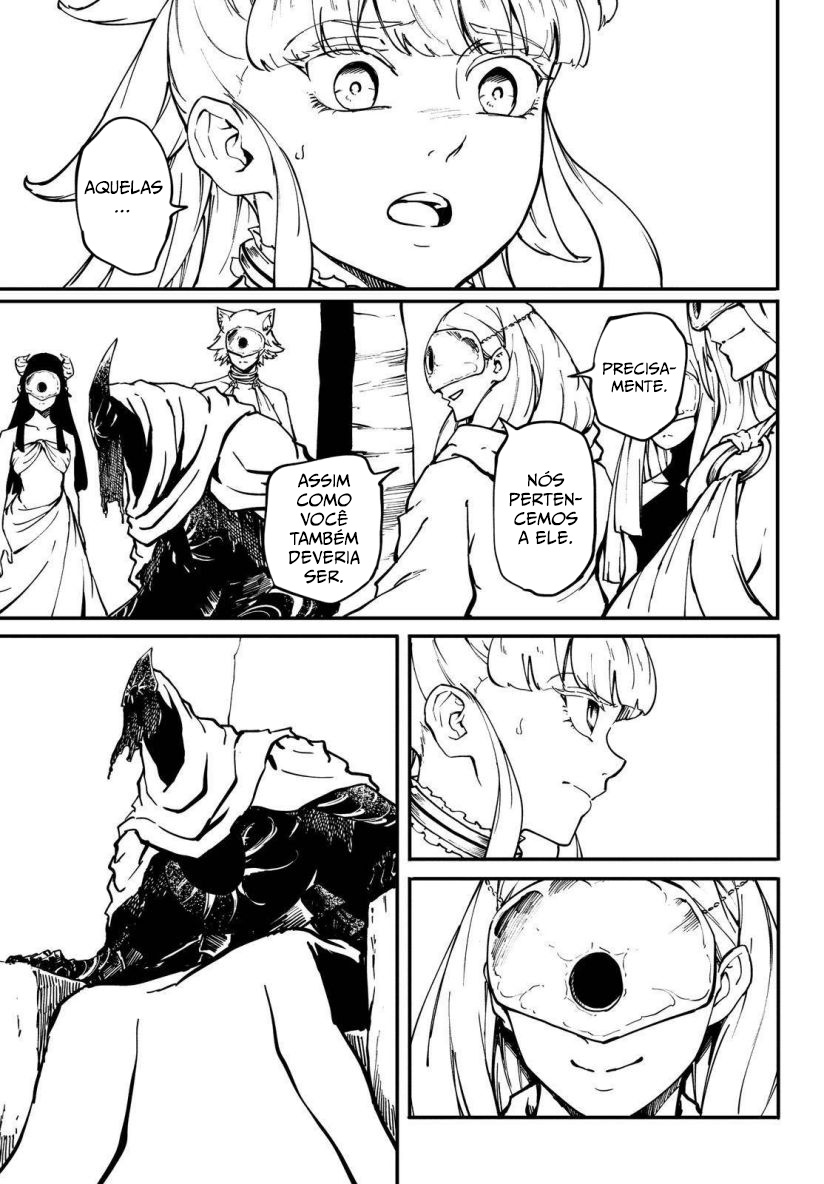 AQUELAS
...
PRECISA-
MENTE.
NÓS
PERTEN-
CEMOS
A ELE.
ASSIM
COMO
VOCÊ
TAMBÉM
DEVERIA
SER.